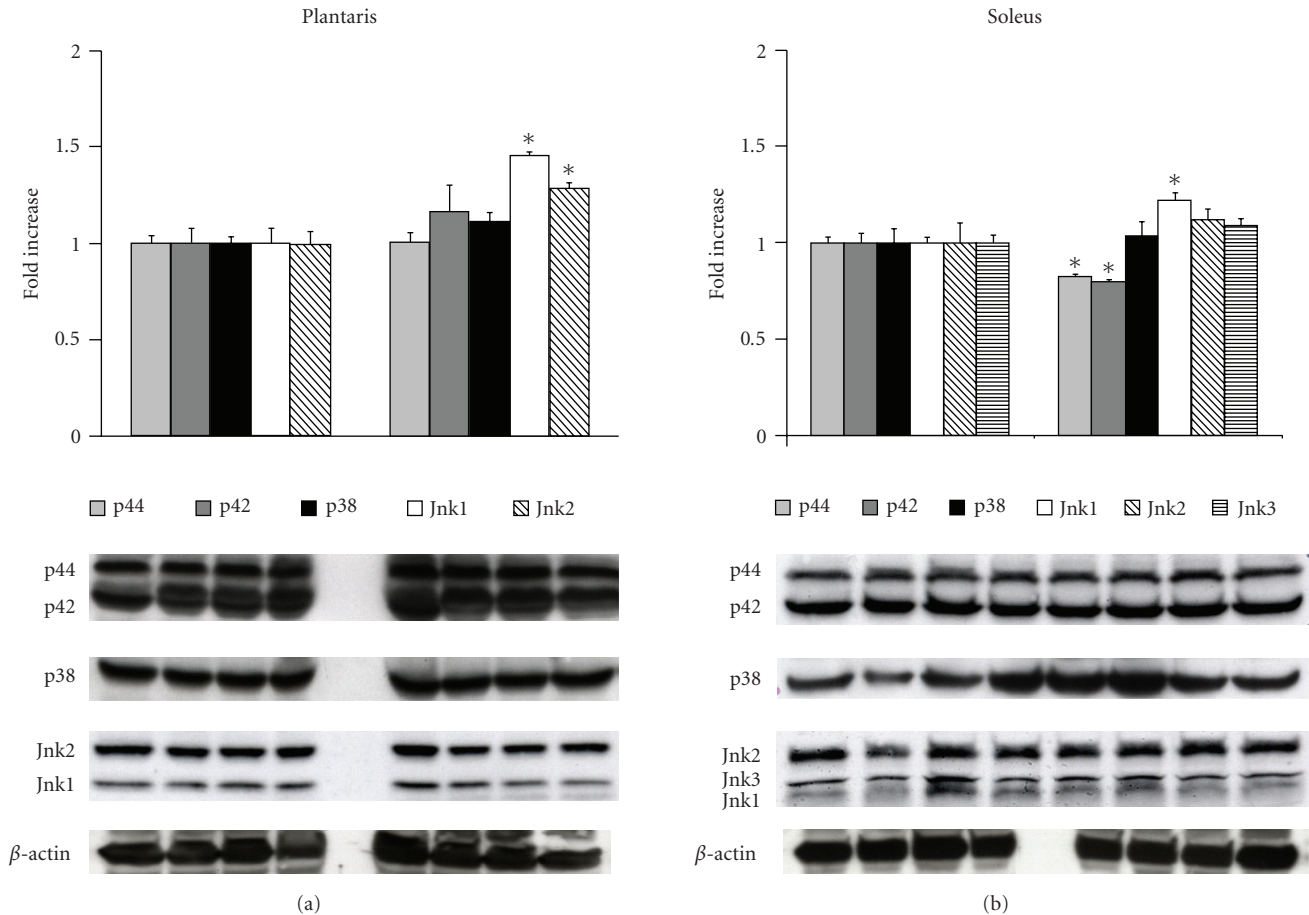 Plantaris
Fold increase
2
1.5
1
0.5
0
* *
p44 p42 p38 Jnk1 Jnk2
p44
p42
p38
Jnk2
Jnk1
β-actin
(a)
Soleus
Fold increase
2
1.5
1
0.5
0
* * *
p44 p42 p38 Jnk1 Jnk2 Jnk3
p44
p42
p38
Jnk2
Jnk3
Jnk1
β-actin
(b)